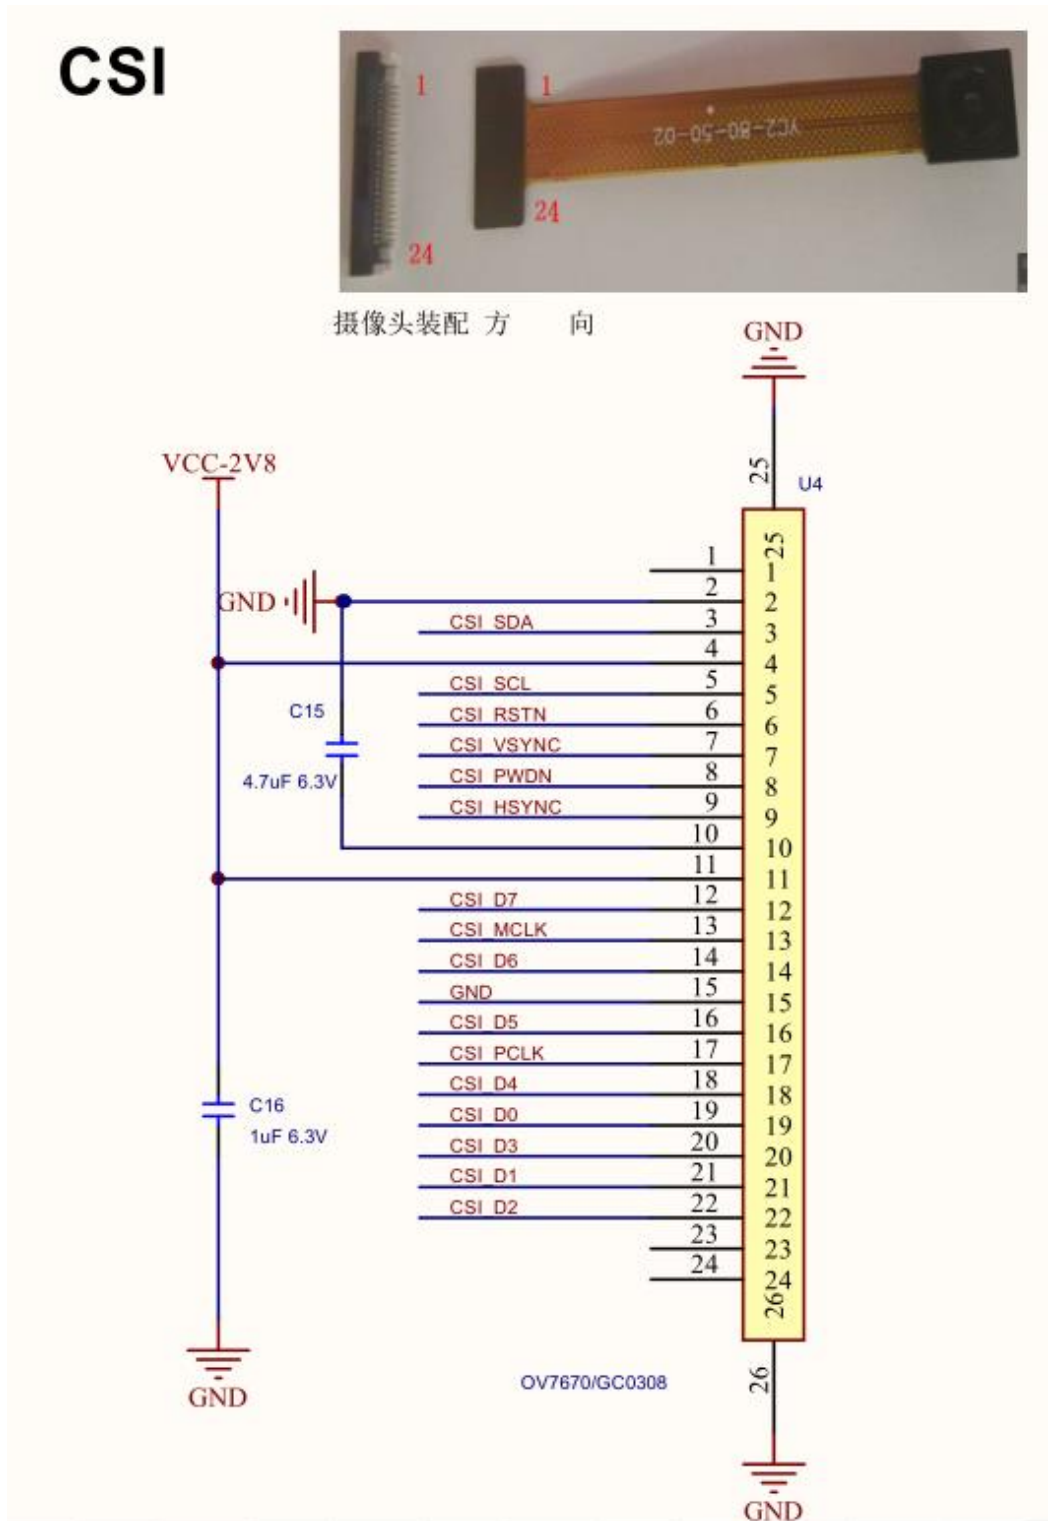 CSI
1
1
YC2-80-50-02
24
24
摄像头装配 方 向
GND
VCC-2V8
25
U4
25
1 1
GND 2 2
CSI_SDA 3 3
4 4
CSI_SCL 5 5
C15 CSI_RSTN 6 6
CSI_VSYNC 7 7
4.7uF 6.3V CSI_PWDN 8 8
CSI_HSYNC 9 9
10 10
11 11
CSI_D7 12 12
CSI_MCLK 13 13
CSI_D6 14 14
GND 15 15
CSI_D5 16 16
CSI_PCLK 17 17
CSI_D4 18 18
C16 CSI_D0 19 19
1uF 6.3V CSI_D3 20 20
CSI_D1 21 21
CSI_D2 22 22
23 23
24 24
26
GND
OV7670/GC0308
26
GND